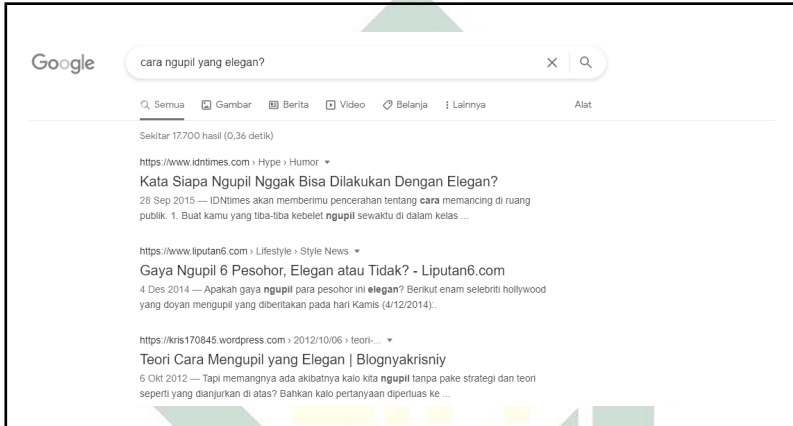 Google
cara ngupil yang elegan?
Semua Gambar Berita Video Belanja Lainnya Alat
Sekitar 17.700 hasil (0,36 detik)
https://www.idntimes.com › Hype › Humor
Kata Siapa Ngupil Nggak Bisa Dilakukan Dengan Elegan?
28 Sep 2015 — IDNtimes akan memberimu pencerahan tentang cara memancing di ruang
publik. 1. Buat kamu yang tiba-tiba kebelet ngupil sewaktu di dalam kelas ...
https://www.liputan6.com › Lifestyle › Style News
Gaya Ngupil 6 Pesohor, Elegan atau Tidak? - Liputan6.com
4 Des 2014 — Apakah gaya ngupil para pesohor ini elegan? Berikut enam selebriti hollywood
yang doyan mengupil yang diberitakan pada hari Kamis (4/12/2014):.
https://kris170845.wordpress.com › 2012/10/06 › teori-...
Teori Cara Mengupil yang Elegan | Blognyakrisniy
6 Okt 2012 — Tapi memangnya ada akibatnya kalo kita ngupil tanpa pake strategi dan teori
seperti yang dianjurkan di atas? Bahkan kalo pertanyaan diperluas ke ...